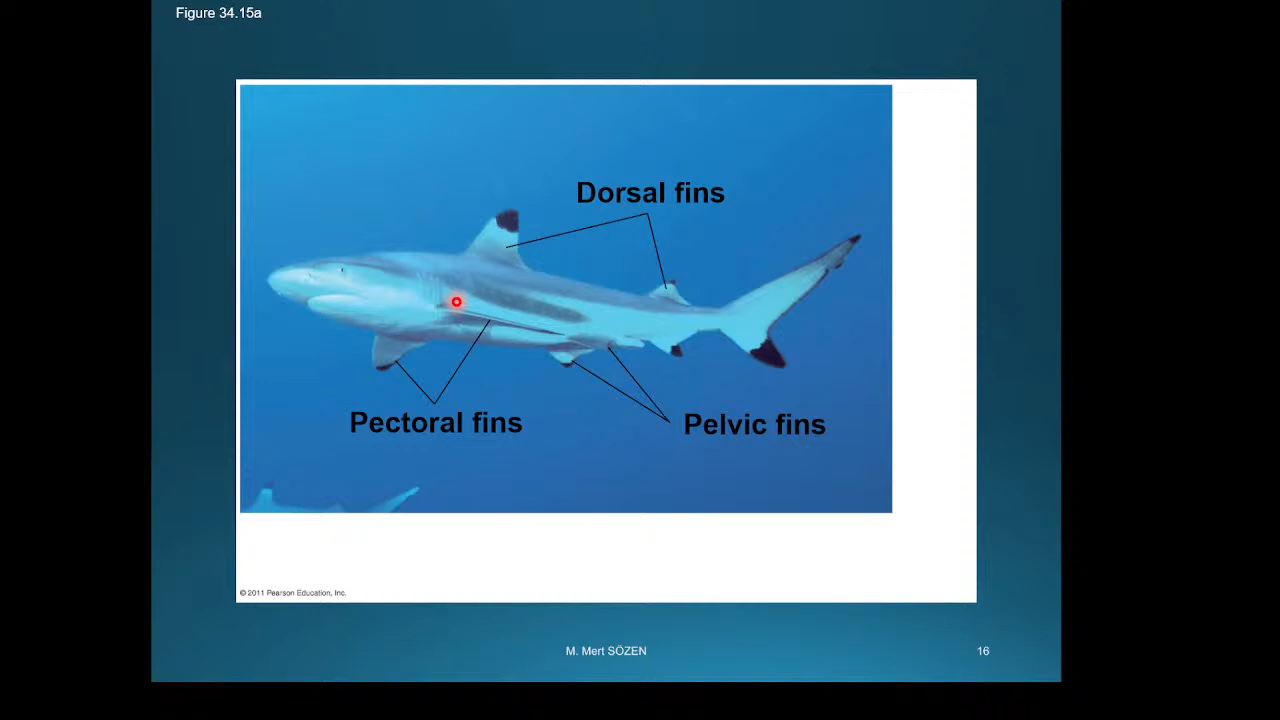 Figure 34.15a
Dorsal fins
Pectoral fins
Pelvic fins
© 2011 Pearson Education, Inc.
M. Mert SÖZEN
16